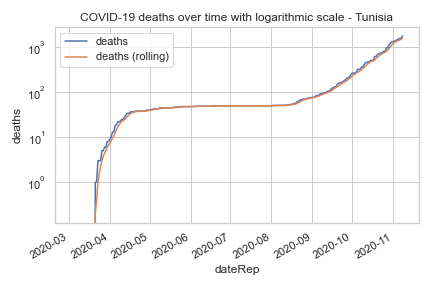 COVID-19 deaths over time with logarithmic scale - Tunisia
deaths
deaths (rolling)
10³
10²
10¹
10⁰
deaths
2020-03
2020-04
2020-05
2020-06
2020-07
2020-08
2020-09
2020-10
2020-11
dateRep